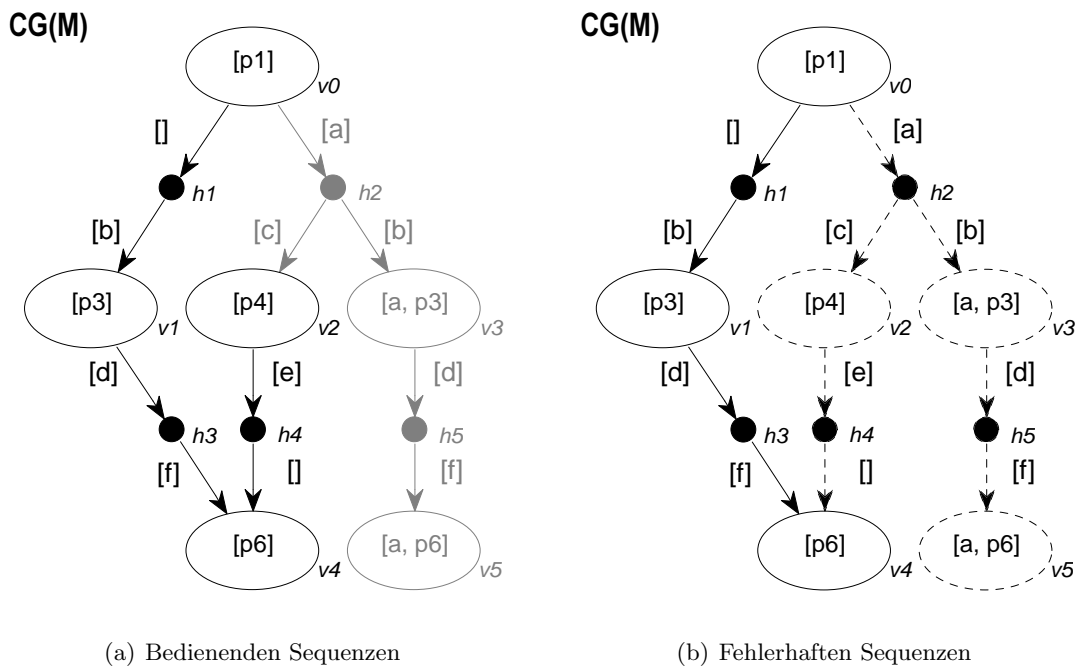 CG(M)
[p1]
v0
[]
[a]
h1
h2
[b]
[c]
[b]
[p3]
v1
[p4]
v2
[a, p3]
v3
[d]
[e]
[d]
h3
h4
h5
[f]
[]
[f]
[p6]
v4
[a, p6]
v5
(a) Bedienenden Sequenzen
CG(M)
[p1]
v0
[]
[a]
h1
h2
[b]
[c]
[b]
[p3]
v1
[p4]
v2
[a, p3]
v3
[d]
[e]
[d]
h3
h4
h5
[f]
[]
[f]
[p6]
v4
[a, p6]
v5
(b) Fehlerhaften Sequenzen